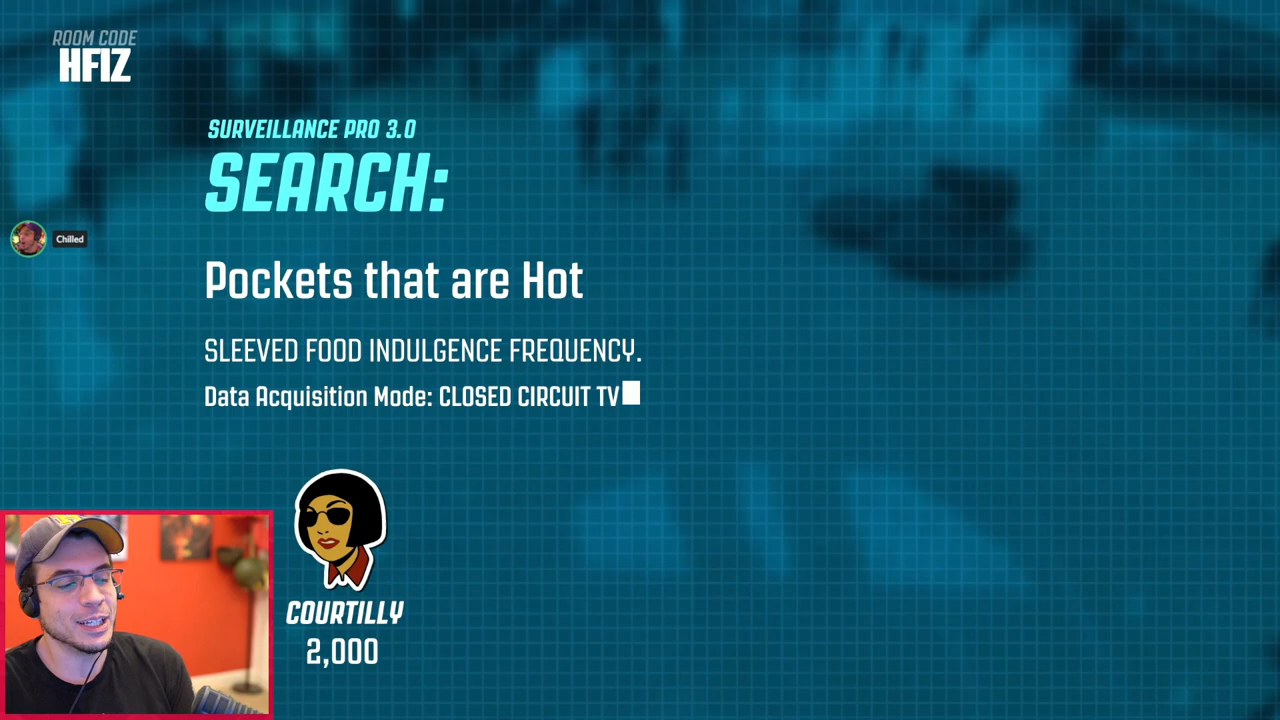 ROOM CODE
HFIZ
SURVEILLANCE PRO 3.0
SEARCH:
Chilled
Pockets that are Hot
SLEEVED FOOD INDULGENCE FREQUENCY.
Data Acquisition Mode: CLOSED CIRCUIT TV
COURTILLY
2,000